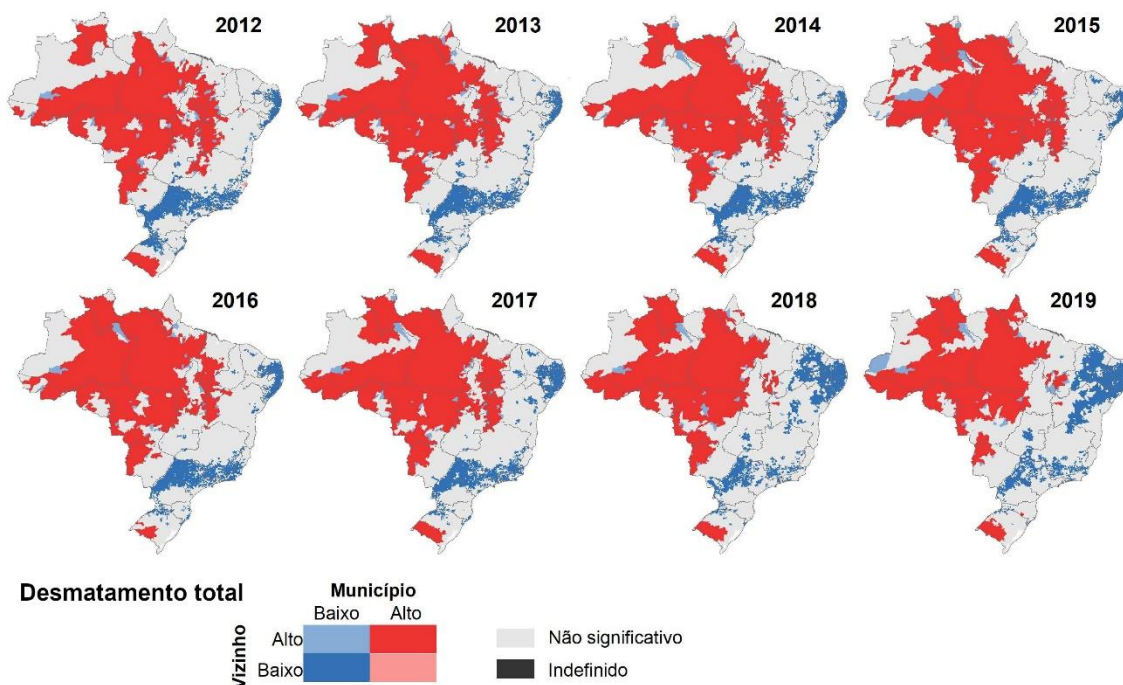 2012 2013 2014 2015
2016 2017 2018 2019
Desmatamento total
Município
Baixo Alto
Vizinho
Alto
Baixo
Não significativo
Indefinido